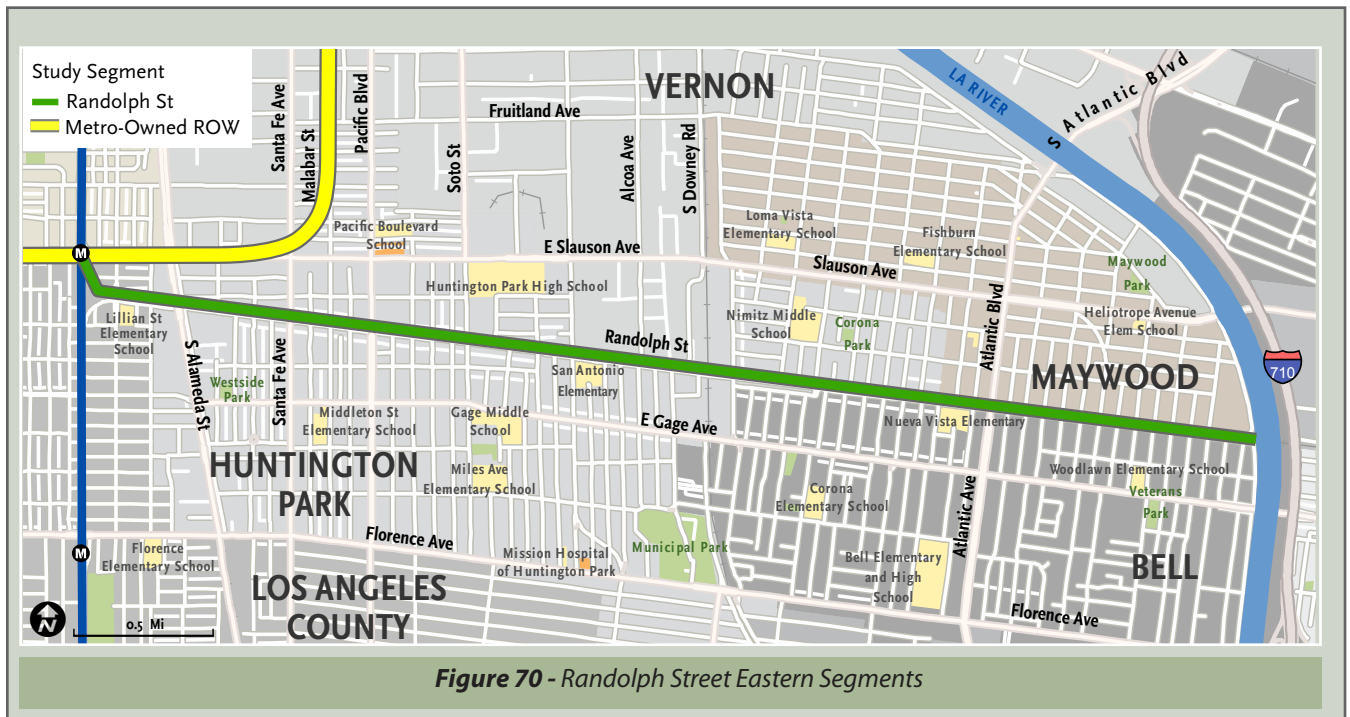 Study Segment
Randolph St
Metro-Owned ROW
VERNON
LA RIVER
S Atlantic Blvd
Santa Fe Ave
Malabar St
Pacific Blvd
Soto St
Fruitland Ave
Alcoa Ave
S Downey Rd
Loma Vista
Elementary School
Fishburn
Elementary School
Pacific Boulevard
School
E Slauson Ave
Slauson Ave
Maywood
Park
M
Huntington Park High School
Atlantic Blvd
Lillian St
Elementary
School
Nimitz Middle
School
Corona
Park
Heliotrope Avenue
Elem School
Randolph St
S Alameda St
Santa Fe Ave
Westside
Park
San Antonio
Elementary
MAYWOOD
710
Middleton St
Elementary School
Gage Middle
School
E Gage Ave
Nueva Vista Elementary
HUNTINGTON
PARK
Miles Ave
Elementary School
Corona
Elementary School
Atlantic Ave
Woodlawn Elementary School
Veterans
Park
M
Florence
Elementary School
Florence Ave
Mission Hospital
of Huntington Park
Municipal Park
Bell Elementary
and High
School
BELL
LOS ANGELES
COUNTY
Florence Ave
N
0.5 Mi
Figure 70 - Randolph Street Eastern Segments